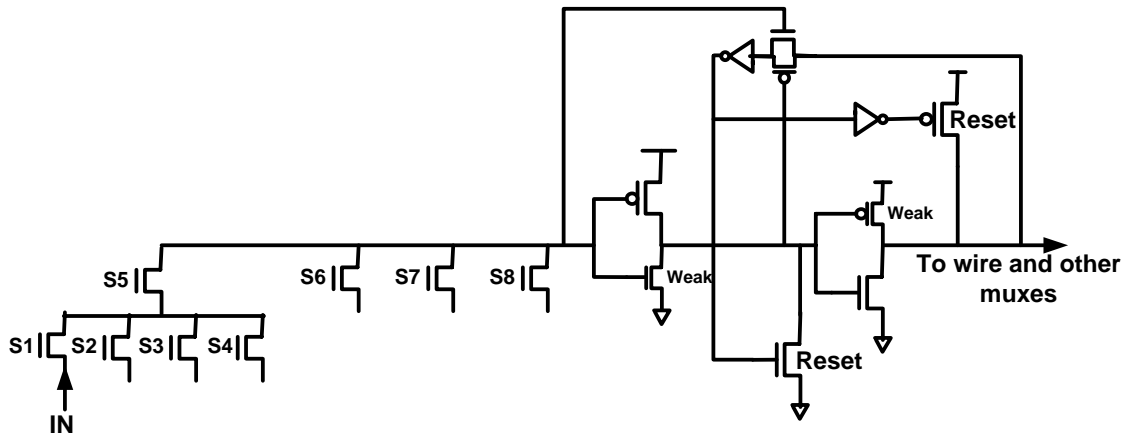 Reset
Weak
S5
S6
S7
S8
Weak
To wire and other
muxes
S1
S2
S3
S4
Reset
IN